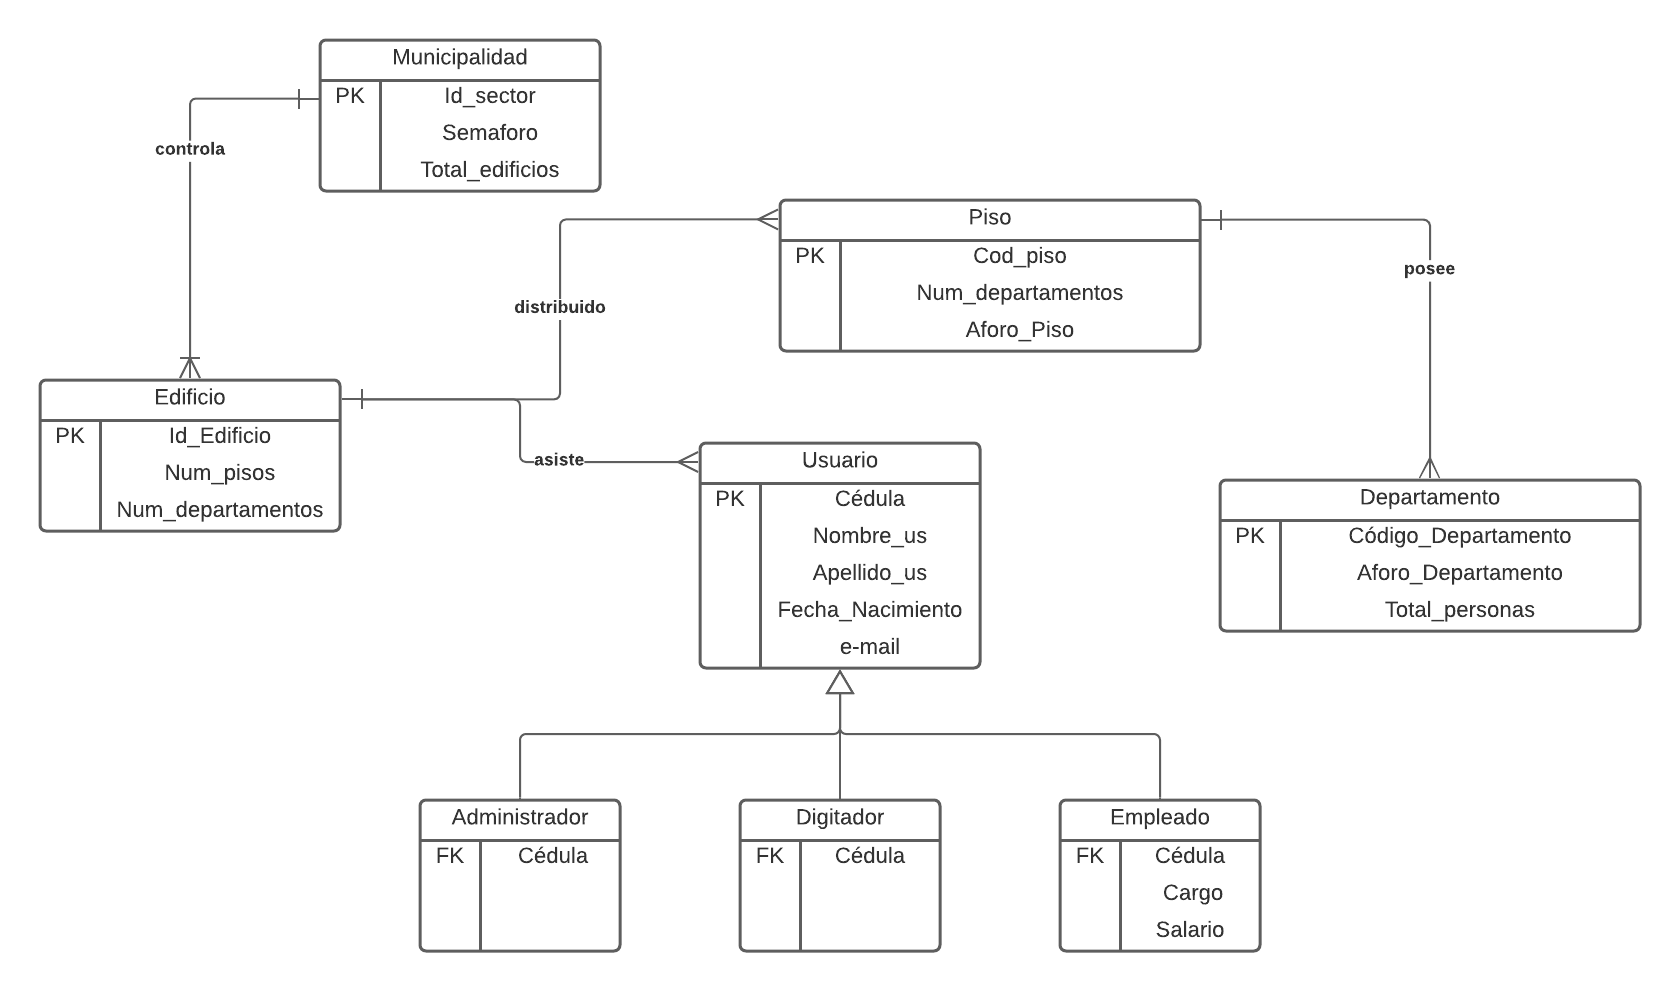 Municipalidad
PK
Id_sector
Semaforo
Total_edificios
controla
Piso
PK
Cod_piso
Num_departamentos
Aforo_Piso
posee
distribuido
Edificio
PK
Id_Edificio
Num_pisos
Num_departamentos
asiste
Usuario
PK
Cédula
Nombre_us
Apellido_us
Fecha_Nacimiento
e-mail
Departamento
PK
Código_Departamento
Aforo_Departamento
Total_personas
Administrador
FK
Cédula
Digitador
FK
Cédula
Empleado
FK
Cédula
Cargo
Salario